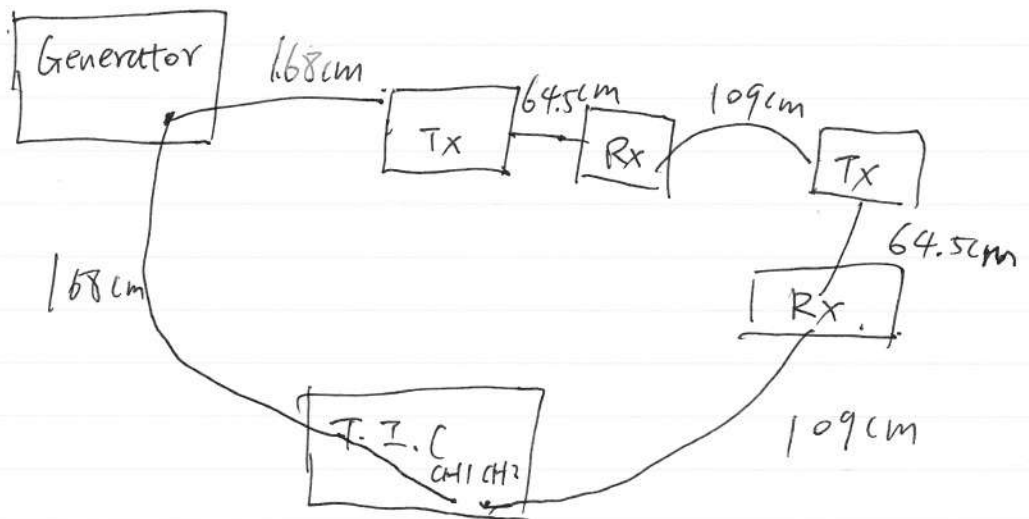 Generator
168cm
Tx
64.5cm
Rx
109cm
Tx
64.5cm
Rx
168cm
T.I.C
CH1 CH2
109cm